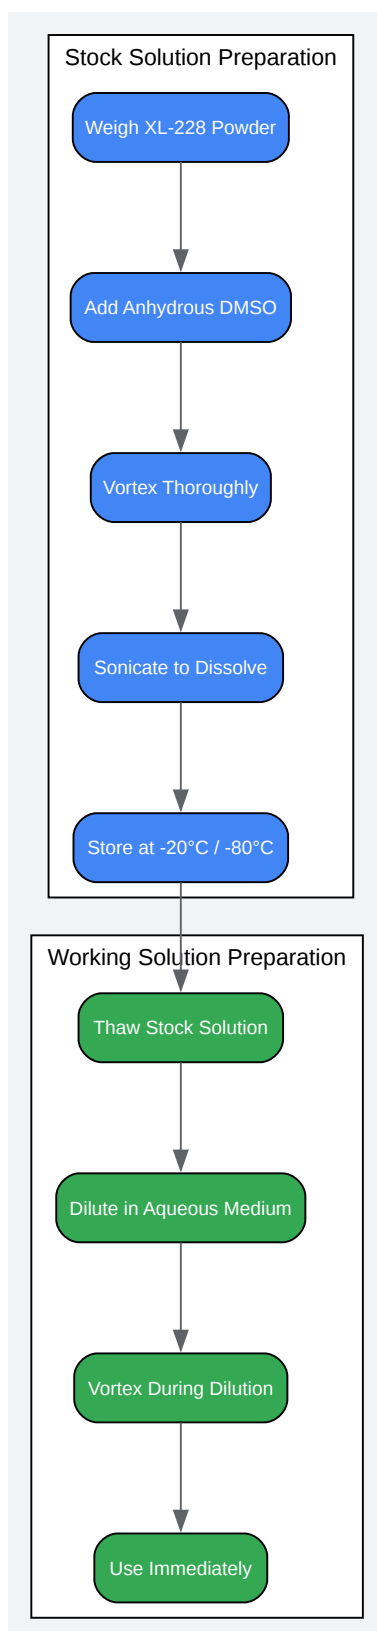 Stock Solution Preparation
Weigh XL-228 Powder
Add Anhydrous DMSO
Vortex Thoroughly
Sonicate to Dissolve
Store at -20°C / -80°C
Working Solution Preparation
Thaw Stock Solution
Dilute in Aqueous Medium
Vortex During Dilution
Use Immediately